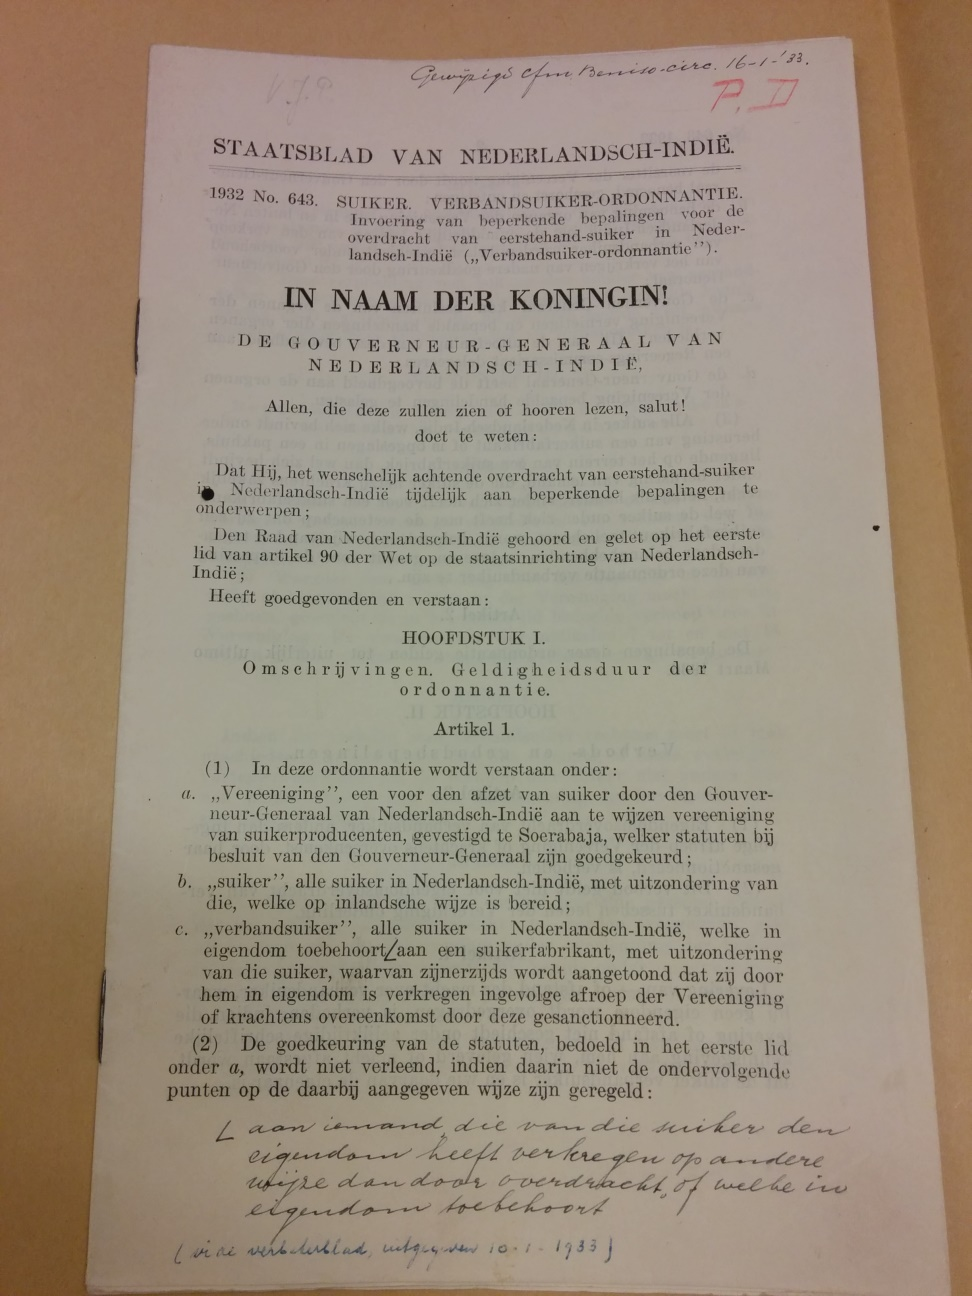 Gewijzigd cfm Beniso-circ. 16-1-'33.
P.D
STAATSBLAD VAN NEDERLANDSCH-INDIË.
1932 No. 643. SUIKER. VERBANDSUIKER-ORDONNANTIE.
Invoering van beperkende bepalingen voor de
overdracht van eerstehand-suiker in Neder-
landsch-Indië („Verbandsuiker-ordonnantie”).
IN NAAM DER KONINGIN!
DE GOUVERNEUR-GENERAAL VAN
NEDERLANDSCH-INDIË,
Allen, die deze zullen zien of hooren lezen, salut!
doet te weten:
Dat Hij, het wenschelijk achtende overdracht van eerstehand-suiker
in Nederlandsch-Indië tijdelijk aan beperkende bepalingen te
onderwerpen;
Den Raad van Nederlandsch-Indië gehoord en gelet op het eerste
lid van artikel 90 der Wet op de staatsinrichting van Nederlandsch-
Indië;
Heeft goedgevonden en verstaan:
HOOFDSTUK I.
Omschrijvingen. Geldigheidsduur der
ordonnantie.
Artikel 1.
(1) In deze ordonnantie wordt verstaan onder:
a. „Vereeniging”, een voor den afzet van suiker door den Gouver-
neur-Generaal van Nederlandsch-Indië aan te wijzen vereeniging
van suikerproducenten, gevestigd te Soerabaja, welker statuten bij
besluit van den Gouverneur-Generaal zijn goedgekeurd;
b. „suiker”, alle suiker in Nederlandsch-Indië, met uitzondering van
die, welke op inlandsche wijze is bereid;
c. „verbandsuiker”, alle suiker in Nederlandsch-Indië, welke in
eigendom toebehoort aan een suikerfabrikant, met uitzondering
van die suiker, waarvan zijnerzijds wordt aangetoond dat zij door
hem in eigendom is verkregen ingevolge afroep der Vereeniging
of krachtens overeenkomst door deze gesanctionneerd.
(2) De goedkeuring van de statuten, bedoeld in het eerste lid
onder a, wordt niet verleend, indien daarin niet de ondervolgende
punten op de daarbij aangegeven wijze zijn geregeld:
aan iemand, die van die suiker den
eigendom heeft verkregen op andere
wijze dan door overdracht, of welke in
eigendom toebehoort
(vide verbeterblad, uitgegeven 10-1-1933)